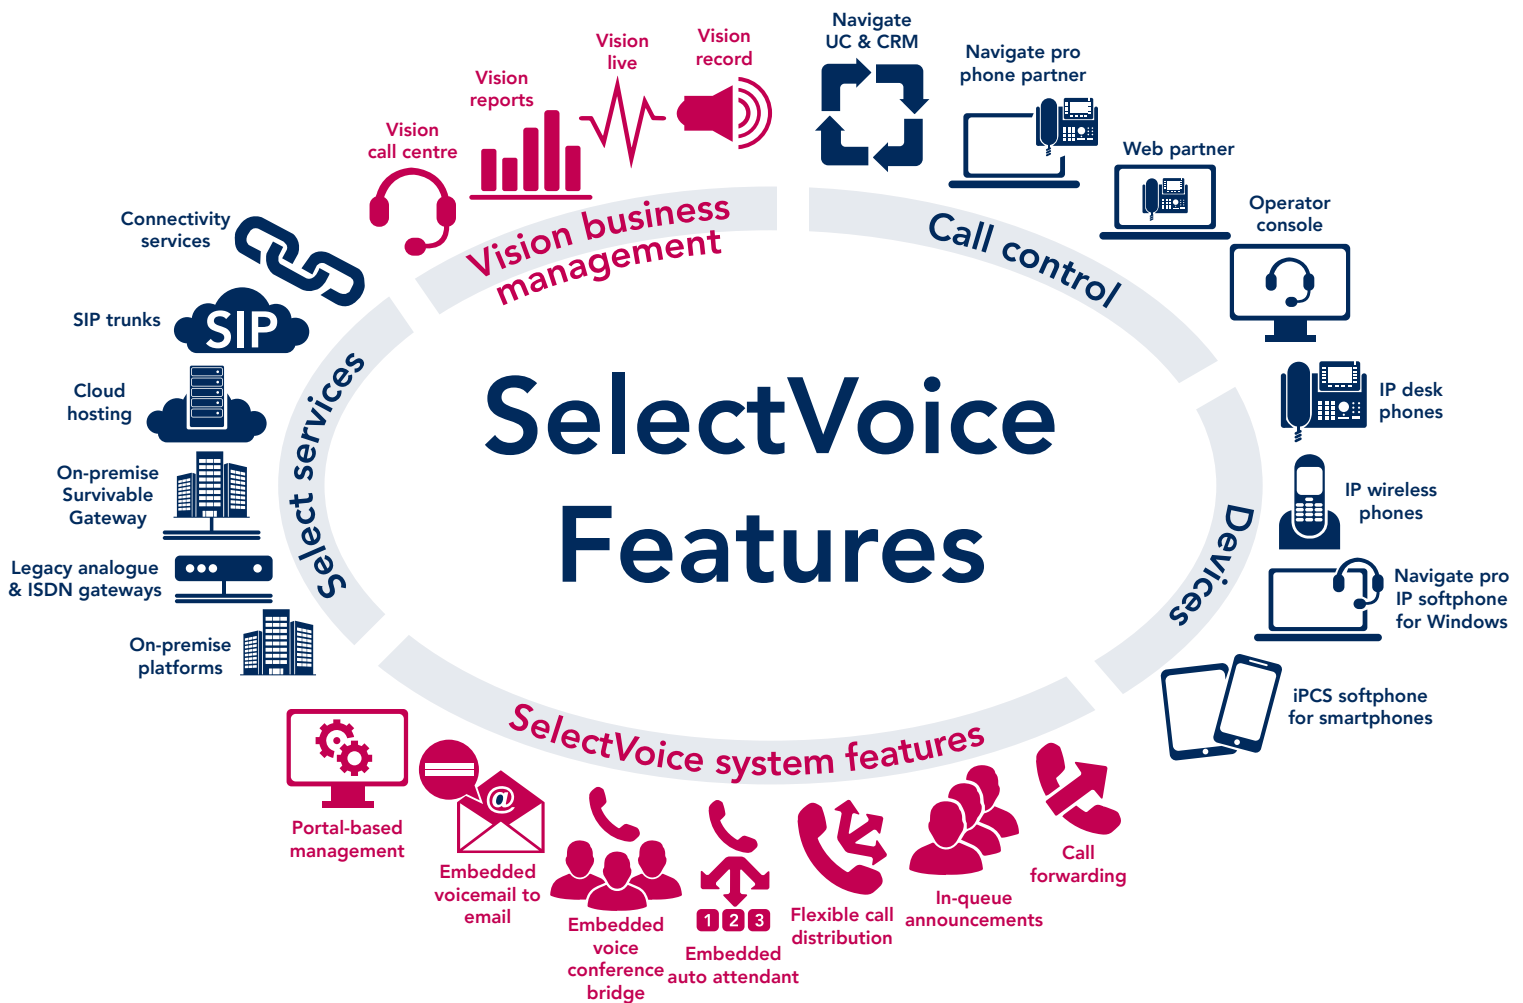 SelectVoice
Features
Vision business
management
Vision
call centre
Vision
reports
Vision
live
Vision
record
Call control
Navigate
UC & CRM
Navigate pro
phone partner
Web partner
Operator
console
Devices
IP desk
phones
IP wireless
phones
Navigate pro
IP softphone
for Windows
iPCS softphone
for smartphones
SelectVoice system features
Portal-based
management
@
Embedded
voicemail to
email
Embedded
voice
conference
bridge
1 2 3
Embedded
auto attendant
Flexible call
distribution
In-queue
announcements
Call
forwarding
Select services
Connectivity
services
SIP trunks
SIP
Cloud
hosting
On-premise
Survivable
Gateway
Legacy analogue
& ISDN gateways
On-premise
platforms